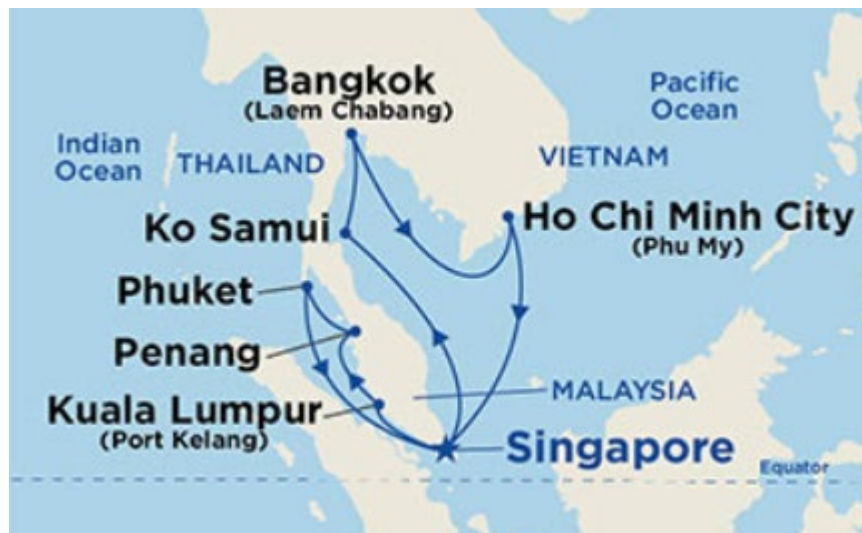 Bangkok
(Laem Chabang)
Pacific
Ocean
Indian
Ocean
THAILAND
VIETNAM
Ko Samui
Ho Chi Minh City
(Phu My)
Phuket
Penang
MALAYSIA
Kuala Lumpur
(Port Kelang)
Singapore
Equator